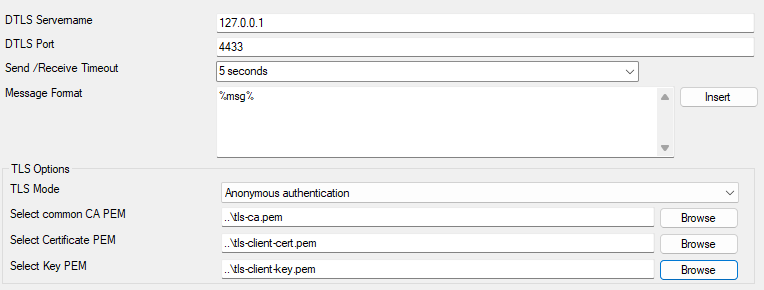 DTLS Servername 127.0.0.1
DTLS Port 4433
Send /Receive Timeout 5 seconds
Message Format %msg% Insert
TLS Options
TLS Mode Anonymous authentication
Select common CA PEM ..\tls-ca.pem Browse
Select Certificate PEM ..\tls-client-cert.pem Browse
Select Key PEM ..\tls-client-key.pem Browse